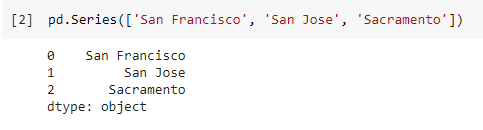 [2] pd.Series(['San Francisco', 'San Jose', 'Sacramento'])
0    San Francisco
1         San Jose
2       Sacramento
dtype: object